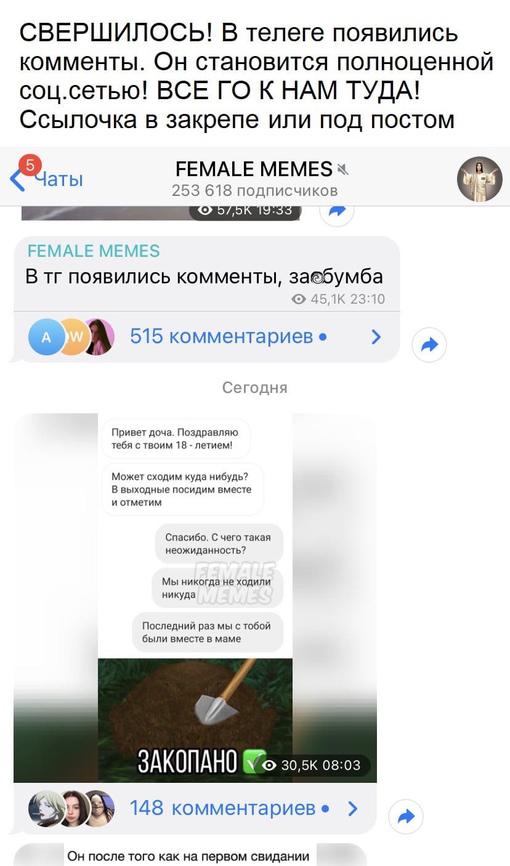 СВЕРШИЛОСЬ! В телеге появились
комменты. Он становится полноценной
соц.сетью! ВСЕ ГО К НАМ ТУДА!
Ссылочка в закрепе или под постом
5
Чаты
FEMALE MEMES
253 618 подписчиков
57,5K 19:33
FEMALE MEMES
В тг появились комменты, заебумба
45,1K 23:10
A W
515 комментариев
Сегодня
Привет доча. Поздравляю
тебя с твоим 18 - летием!
Может сходим куда нибудь?
В выходные посидим вместе
и отметим
Спасибо. С чего такая
неожиданность?
FEMALE
MEMES
Мы никогда не ходили
никуда
Последний раз мы с тобой
были вместе в маме
ЗАКОПАНО
30,5K 08:03
148 комментариев
Он после того как на первом свидании